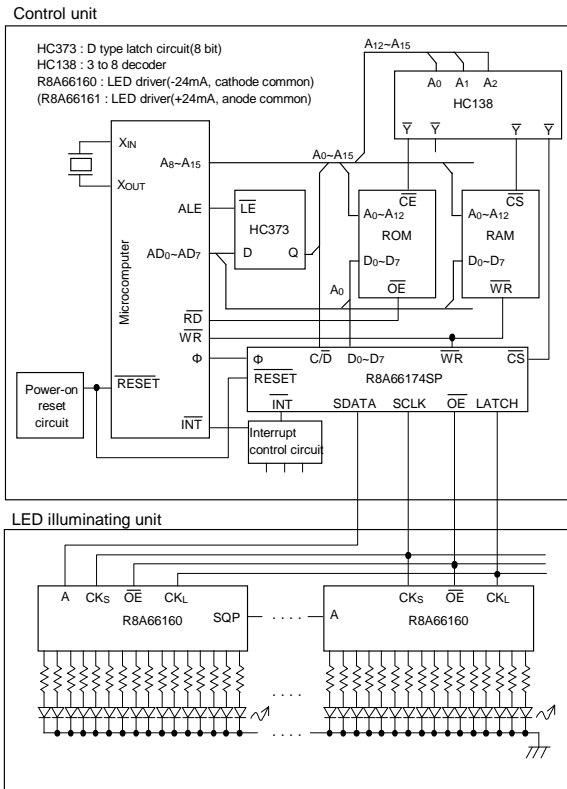 Control unit
HC373 : D type latch circuit(8 bit)
HC138 : 3 to 8 decoder
R8A66160 : LED driver(-24mA, cathode common)
(R8A66161 : LED driver(+24mA, anode common)
A12~A15
A0 A1 A2
HC138
Y Y Y Y
XIN
XOUT
Microcomputer
A8~A15
A0~A15
ALE
LE
HC373
D Q
AD0~AD7
CE
A0~A12
ROM
D0~D7
OE
CS
A0~A12
RAM
D0~D7
WR
A0
RD
WR
Φ
RESET
INT
Power-on
reset
circuit
Φ C/D D0~D7 WR CS
RESET R8A66174SP
INT SDATA SCLK OE LATCH
Interrupt
control circuit
LED illuminating unit
A CKS OE CKL
R8A66160
SQP
. . . .
A CKS OE CKL
R8A66160
. . . .
. . . .